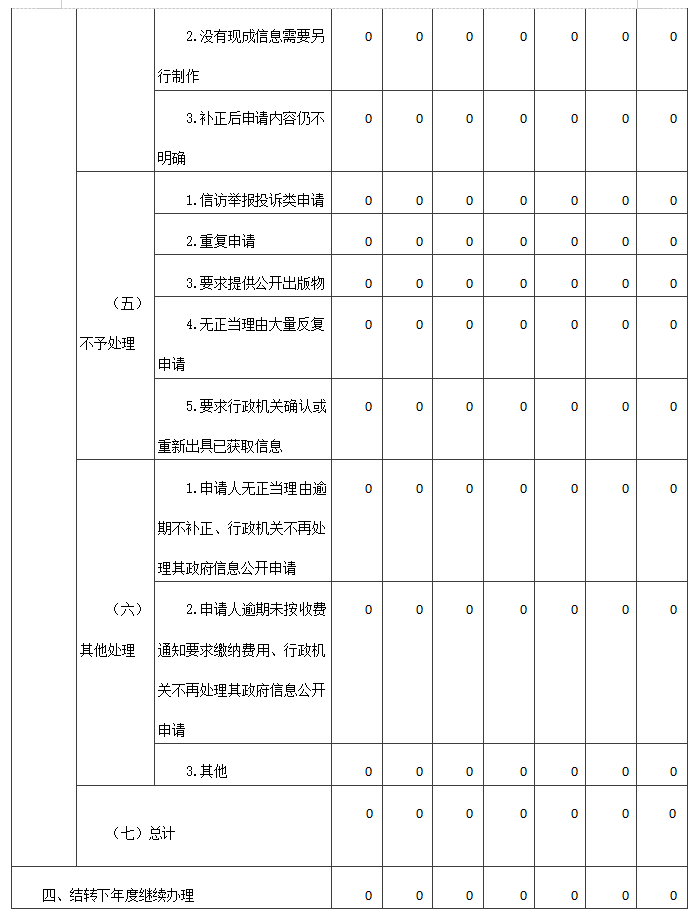 2.没有现成信息需要另 0 0 0 0 0 0 0
行制作
3.补正后申请内容仍不 0 0 0 0 0 0 0
明确
1.信访举报投诉类申请 0 0 0 0 0 0 0
2.重复申请 0 0 0 0 0 0 0
3.要求提供公开出版物 0 0 0 0 0 0 0
（五）
不予处理
4.无正当理由大量反复 0 0 0 0 0 0 0
申请
5.要求行政机关确认或 0 0 0 0 0 0 0
重新出具已获取信息
1.申请人无正当理由逾 0 0 0 0 0 0 0
期不补正、行政机关不再处
理其政府信息公开申请
（六）
其他处理
2.申请人逾期未按收费 0 0 0 0 0 0 0
通知要求缴纳费用、行政机
关不再处理其政府信息公开
申请
3.其他 0 0 0 0 0 0 0
（七）总计 0 0 0 0 0 0 0
四、结转下年度继续办理 0 0 0 0 0 0 0